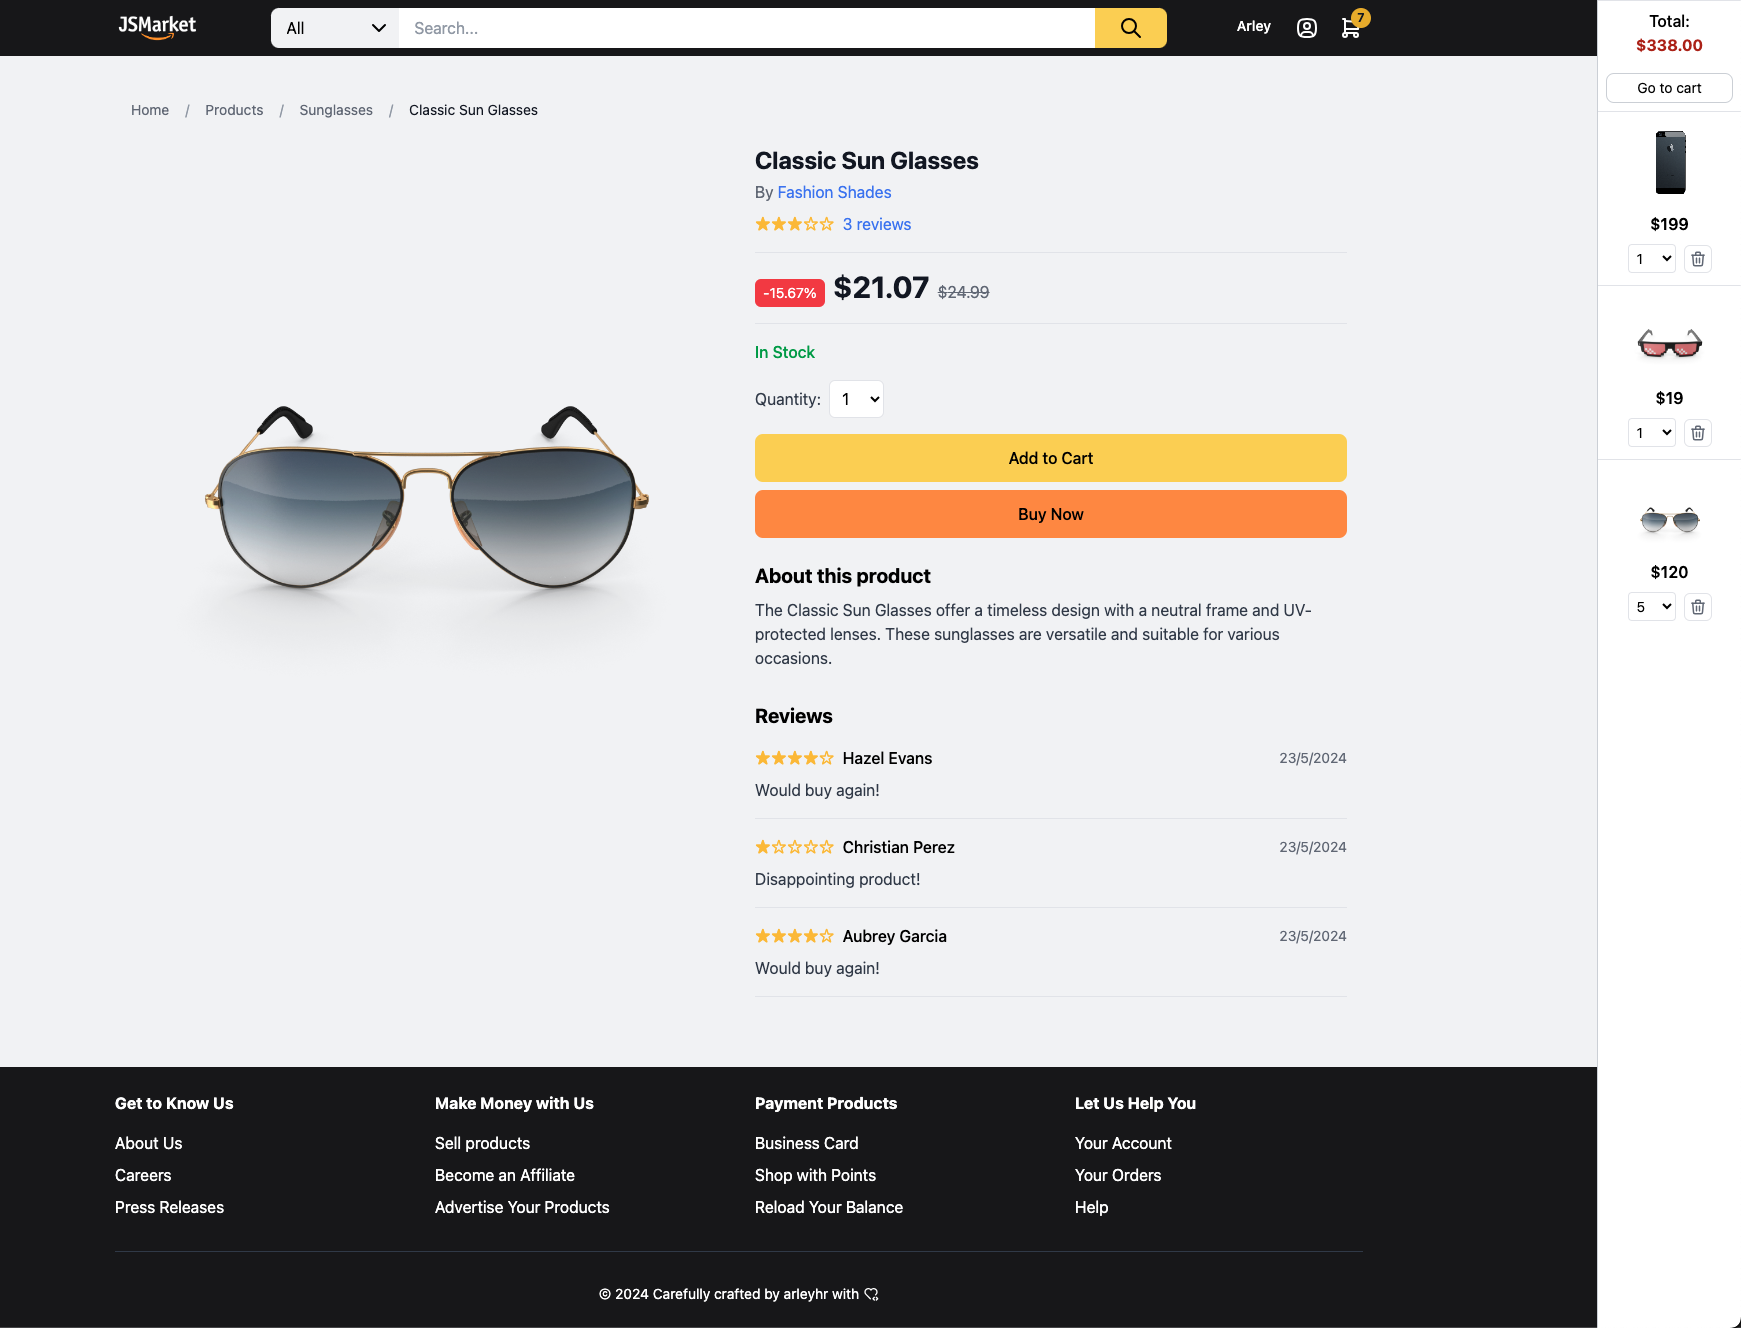 JSMarket
All
Search...
Arley
7
Home / Products / Sunglasses / Classic Sun Glasses
Classic Sun Glasses
By Fashion Shades
3 reviews
-15.67% $21.07 $24.99
In Stock
Quantity: 1
Add to Cart
Buy Now
About this product
The Classic Sun Glasses offer a timeless design with a neutral frame and UV-
protected lenses. These sunglasses are versatile and suitable for various
occasions.
Reviews
Hazel Evans 23/5/2024
Would buy again!
Christian Perez 23/5/2024
Disappointing product!
Aubrey Garcia 23/5/2024
Would buy again!
Total:
$338.00
Go to cart
$199
1
$19
1
$120
5
Get to Know Us
About Us
Careers
Press Releases
Make Money with Us
Sell products
Become an Affiliate
Advertise Your Products
Payment Products
Business Card
Shop with Points
Reload Your Balance
Let Us Help You
Your Account
Your Orders
Help
© 2024 Carefully crafted by arleyhr with